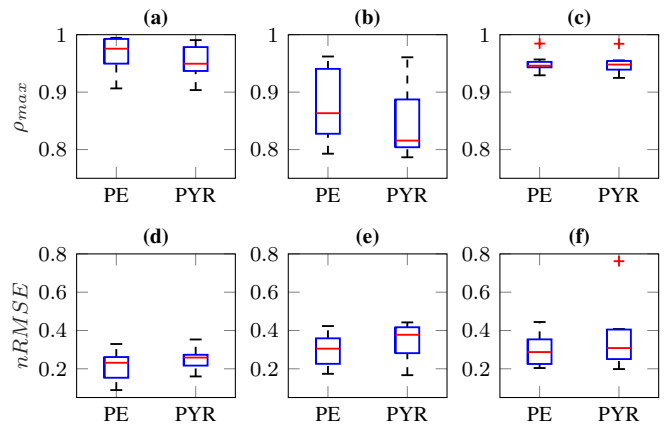 (a) (b) (c)
1 1 1
0.9 0.9 0.9
0.8 0.8 0.8
ρmax
PE PYR PE PYR PE PYR
(d) (e) (f)
0.8 0.8 0.8
0.6 0.6 0.6
0.4 0.4 0.4
0.2 0.2 0.2
nRMSE
PE PYR PE PYR PE PYR